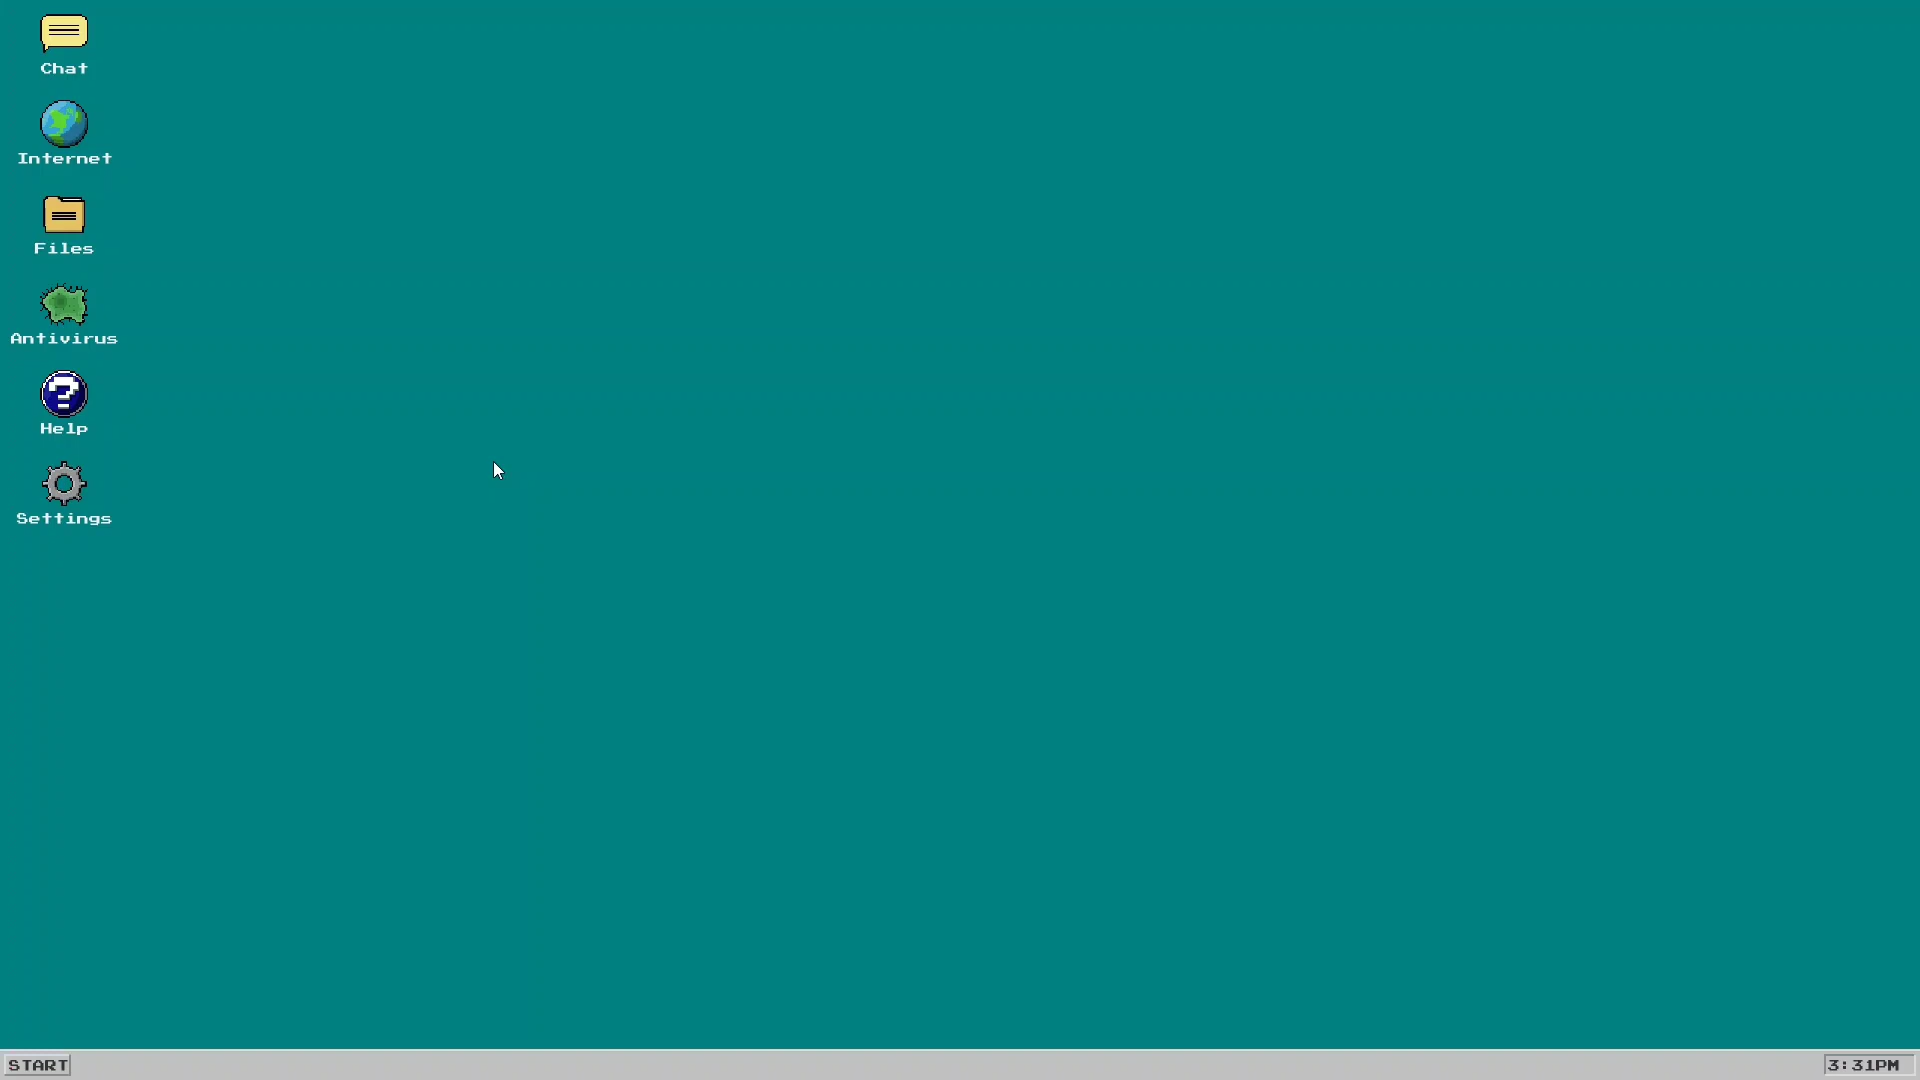 Chat
Internet
Files
Antivirus
Help
Settings
START
3:31PM